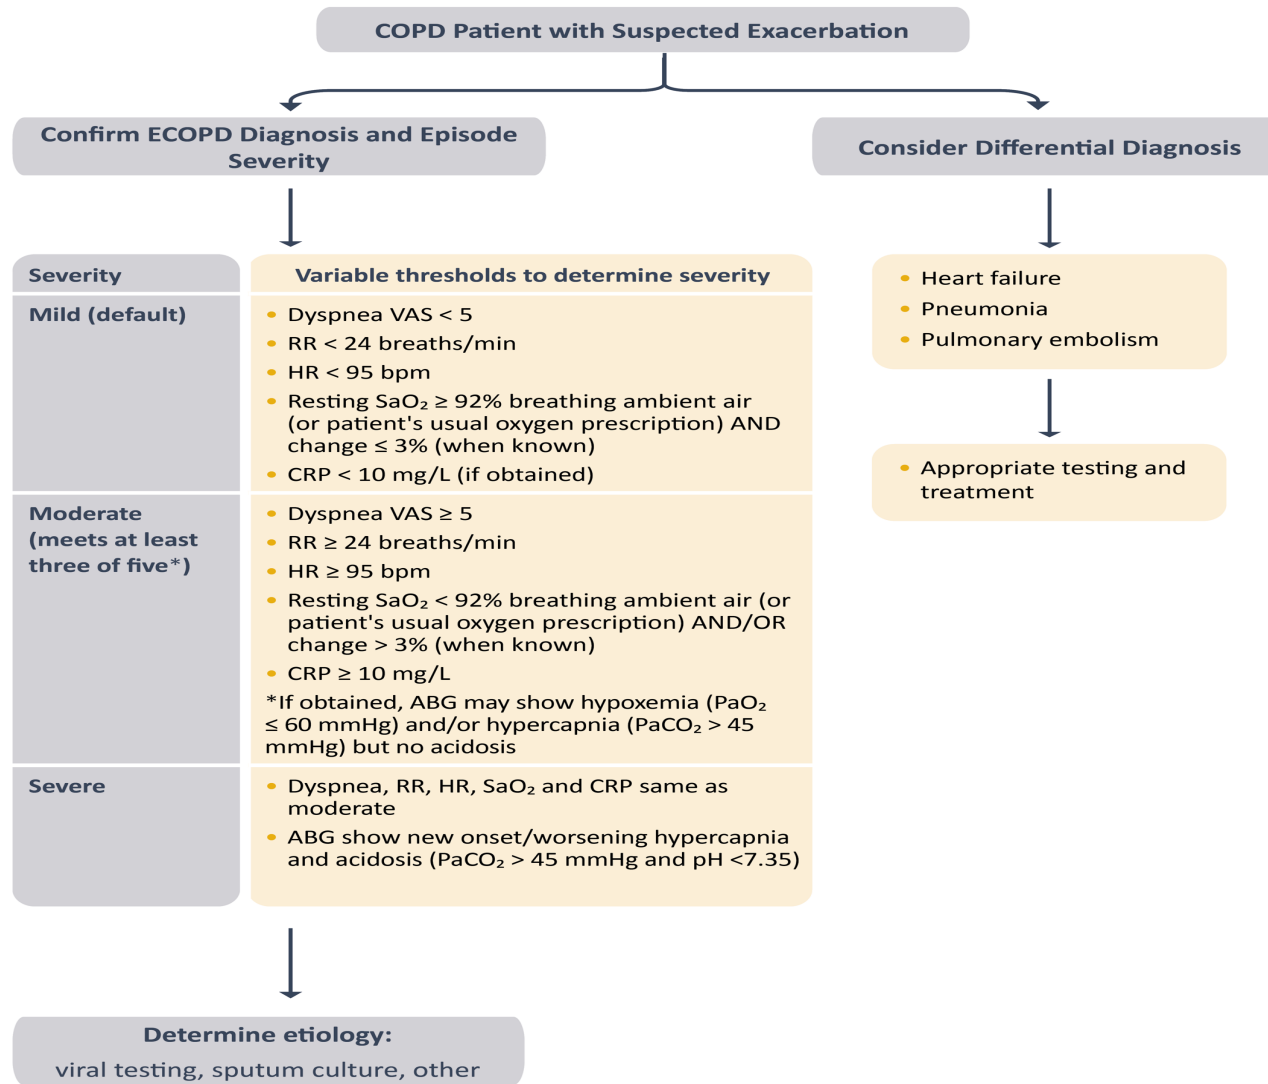 COPD Patient with Suspected Exacerbation
Confirm ECOPD Diagnosis and Episode
Severity
Consider Differential Diagnosis
Severity
Variable thresholds to determine severity
Mild (default)
• Dyspnea VAS < 5
• RR < 24 breaths/min
• HR < 95 bpm
• Resting SaO₂ ≥ 92% breathing ambient air
(or patient's usual oxygen prescription) AND
change ≤ 3% (when known)
• CRP < 10 mg/L (if obtained)
Moderate
(meets at least
three of five*)
• Dyspnea VAS ≥ 5
• RR ≥ 24 breaths/min
• HR ≥ 95 bpm
• Resting SaO₂ < 92% breathing ambient air (or
patient's usual oxygen prescription) AND/OR
change > 3% (when known)
• CRP ≥ 10 mg/L
*If obtained, ABG may show hypoxemia (PaO₂
≤ 60 mmHg) and/or hypercapnia (PaCO₂ > 45
mmHg) but no acidosis
Severe
• Dyspnea, RR, HR, SaO₂ and CRP same as
moderate
• ABG show new onset/worsening hypercapnia
and acidosis (PaCO₂ > 45 mmHg and pH <7.35)
• Heart failure
• Pneumonia
• Pulmonary embolism
• Appropriate testing and
treatment
Determine etiology:
viral testing, sputum culture, other